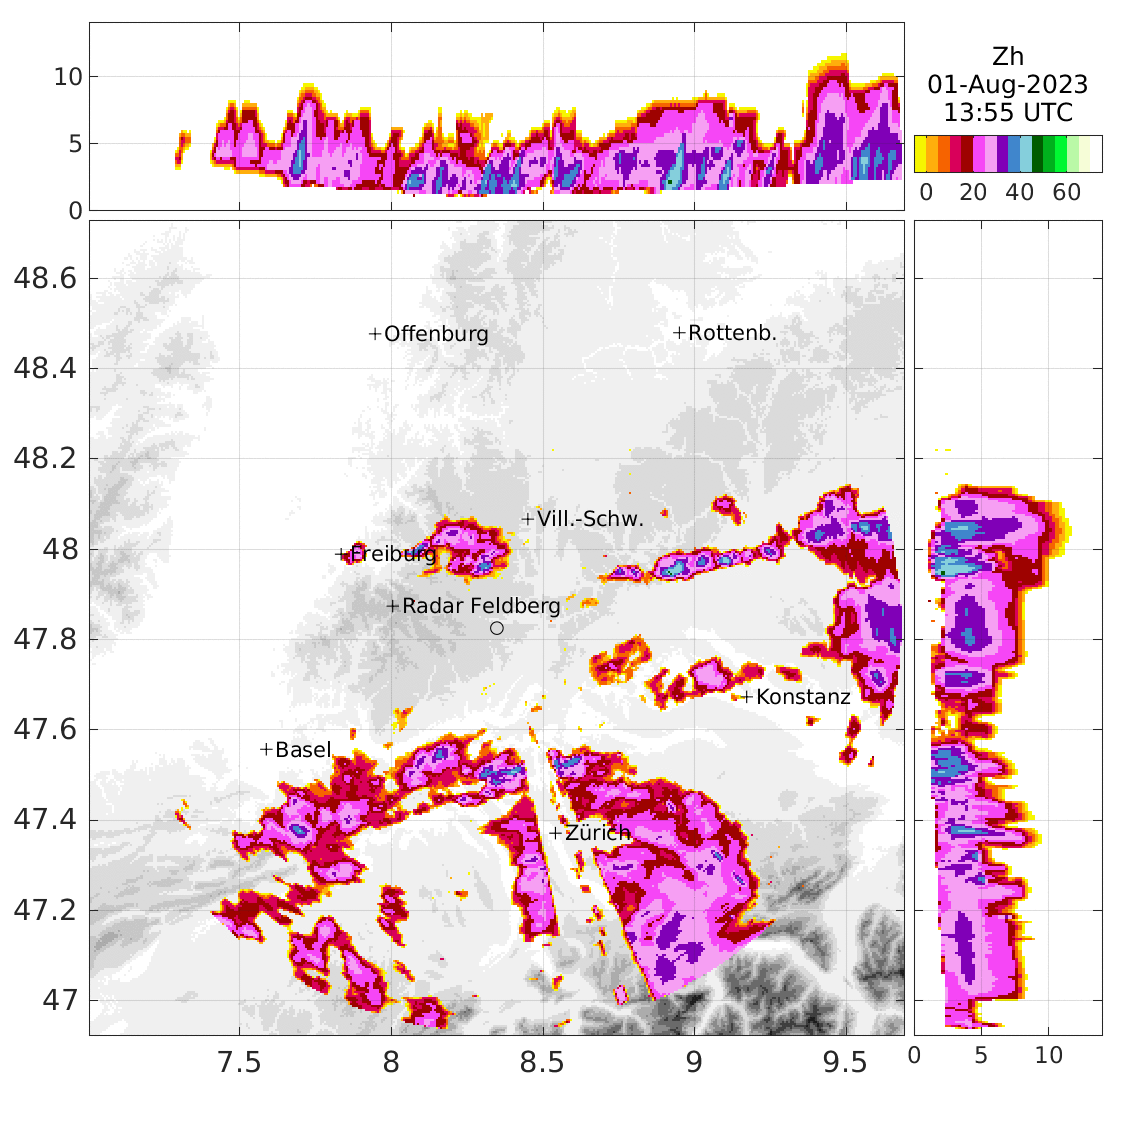 Zh
01-Aug-2023
13:55 UTC
0 20 40 60
10
5
0
48.6
48.4
48.2
48
47.8
47.6
47.4
47.2
47
Offenburg
Rottenb.
Vill.-Schw.
Freiburg
Radar Feldberg
Konstanz
Basel
Zürich
7.5 8 8.5 9 9.5
0 5 10